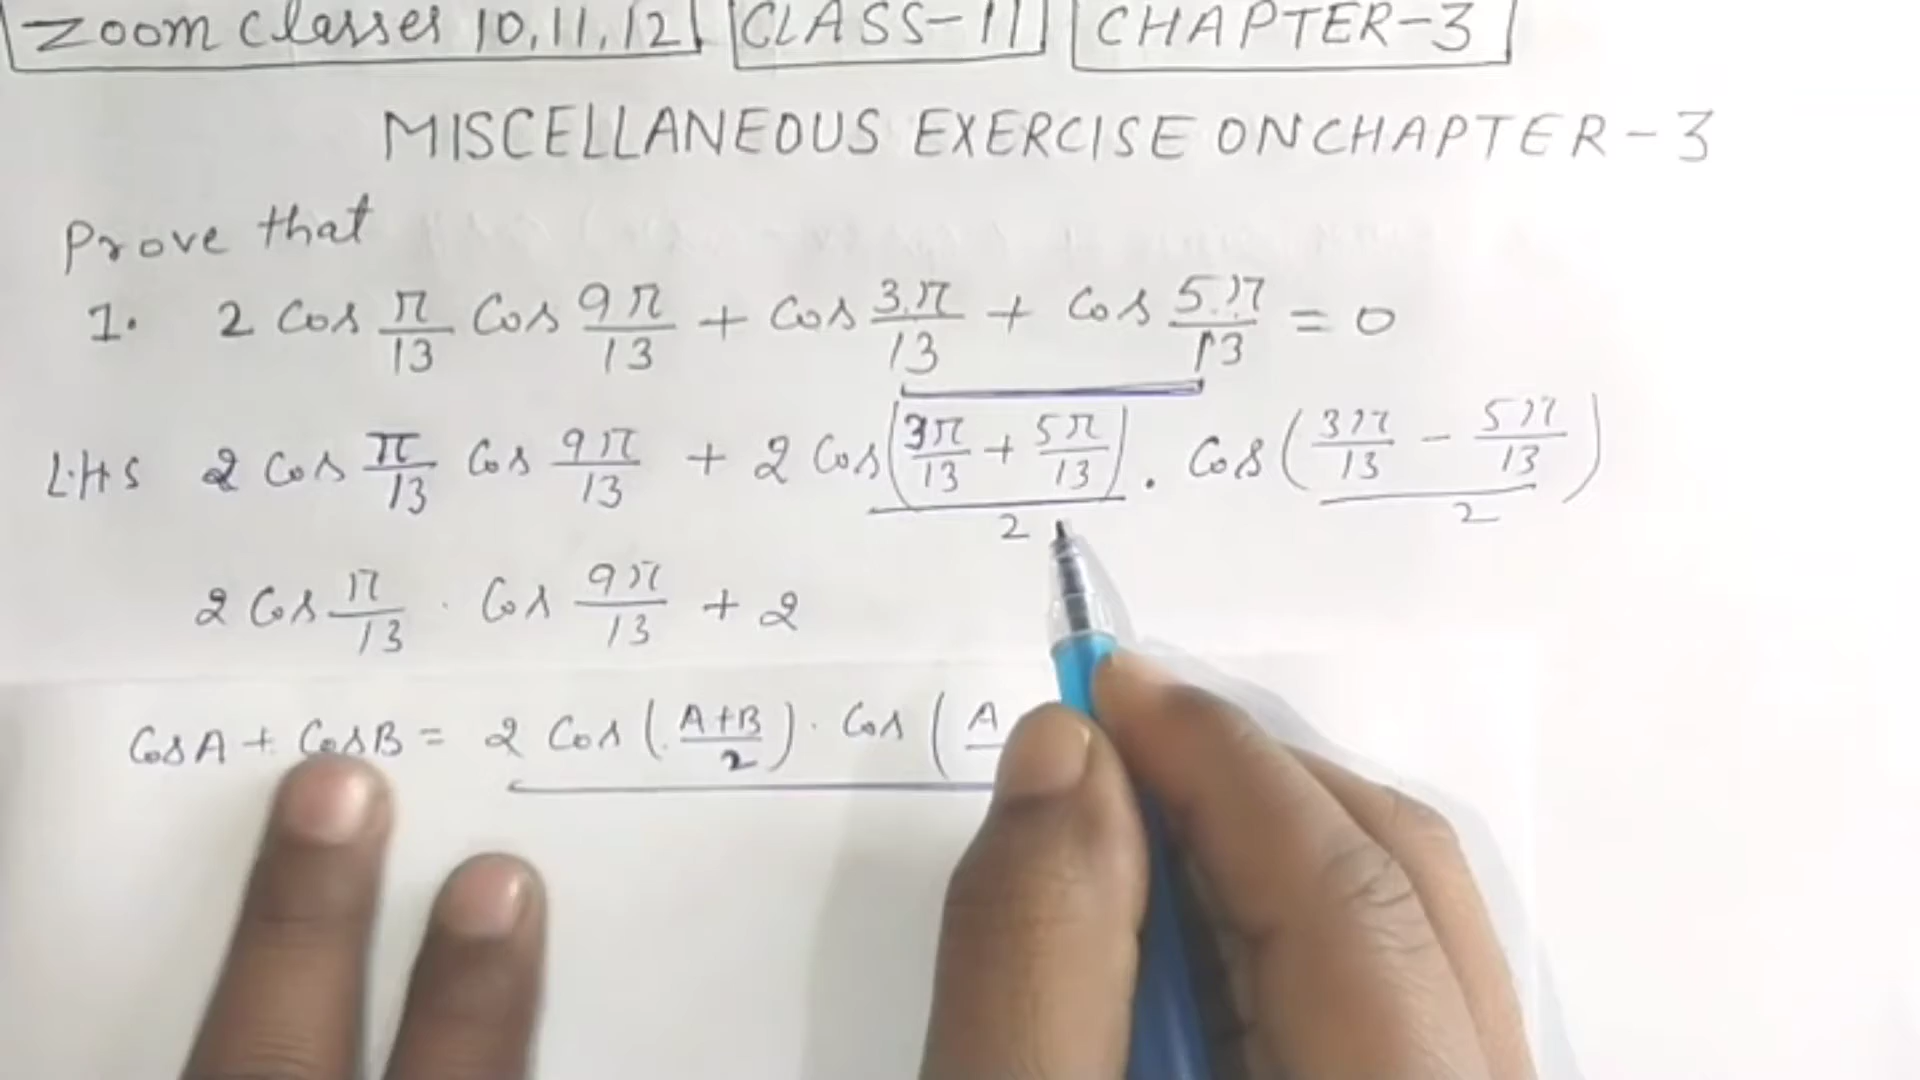 Zoom Classes 10,11,12 CLASS-11 CHAPTER-3
MISCELLANEOUS EXERCISE ON CHAPTER-3
Prove that
1. 2 Cos π/13 Cos 9π/13 + Cos 3π/13 + Cos 5π/13 = 0
L.H.S 2 Cos π/13 Cos 9π/13 + 2 Cos (3π/13 + 5π/13)/2 . Cos (3π/13 - 5π/13)/2
2 Cos π/13 . Cos 9π/13 + 2
CosA + CosB = 2 Cos (A+B/2) . Cos (A